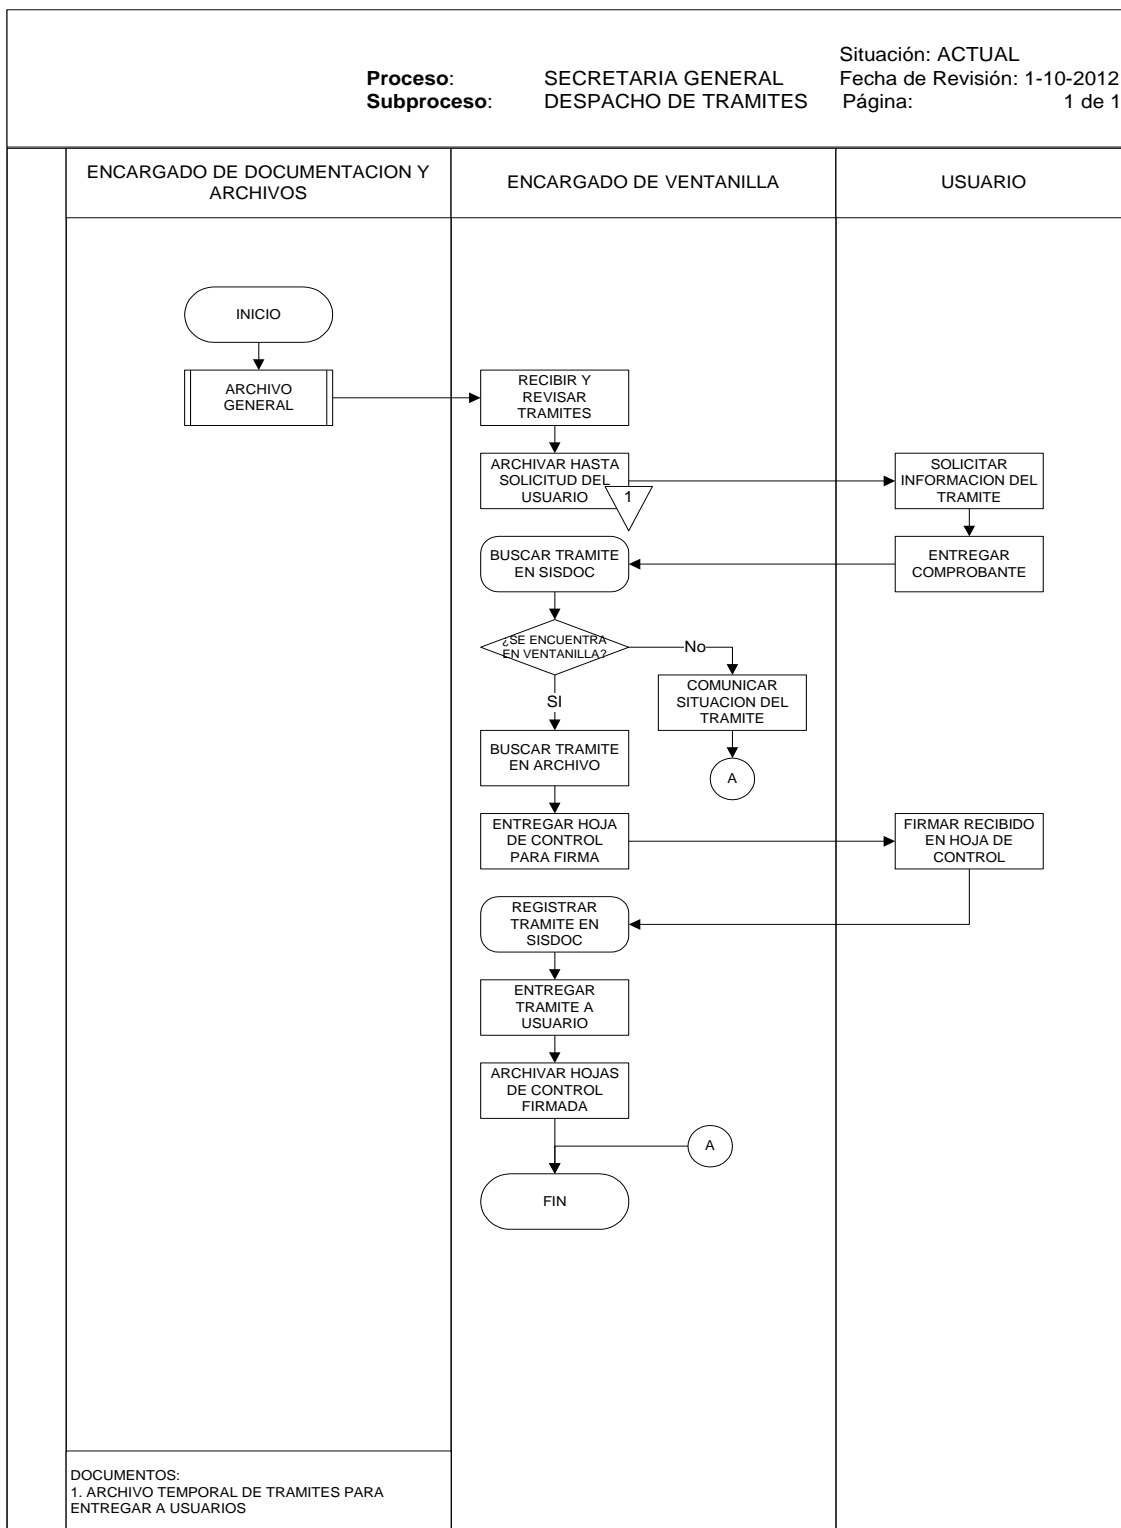 Situación: ACTUAL
Proceso: SECRETARIA GENERAL Fecha de Revisión: 1-10-2012
Subproceso: DESPACHO DE TRAMITES Página: 1 de 1
ENCARGADO DE DOCUMENTACION Y
ARCHIVOS
ENCARGADO DE VENTANILLA
USUARIO
INICIO
ARCHIVO
GENERAL
RECIBIR Y
REVISAR
TRAMITES
ARCHIVAR HASTA
SOLICITUD DEL
USUARIO
1
SOLICITAR
INFORMACION DEL
TRAMITE
ENTREGAR
COMPROBANTE
BUSCAR TRAMITE
EN SISDOC
¿SE ENCUENTRA
EN VENTANILLA?
No
COMUNICAR
SITUACION DEL
TRAMITE
SI
A
BUSCAR TRAMITE
EN ARCHIVO
ENTREGAR HOJA
DE CONTROL
PARA FIRMA
FIRMAR RECIBIDO
EN HOJA DE
CONTROL
REGISTRAR
TRAMITE EN
SISDOC
ENTREGAR
TRAMITE A
USUARIO
ARCHIVAR HOJAS
DE CONTROL
FIRMADA
A
FIN
DOCUMENTOS:
1. ARCHIVO TEMPORAL DE TRAMITES PARA
ENTREGAR A USUARIOS